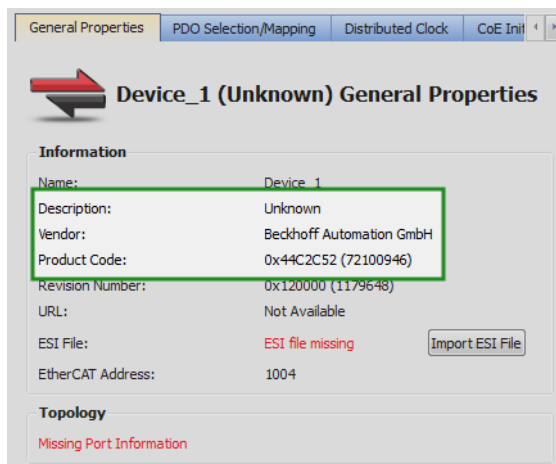 General Properties PDO Selection/Mapping Distributed Clock CoE Init
Device_1 (Unknown) General Properties
Information
Name: Device_1
Description: Unknown
Vendor: Beckhoff Automation GmbH
Product Code: 0x44C2C52 (72100946)
Revision Number: 0x120000 (1179648)
URL: Not Available
ESI File: ESI file missing Import ESI File
EtherCAT Address: 1004
Topology
Missing Port Information